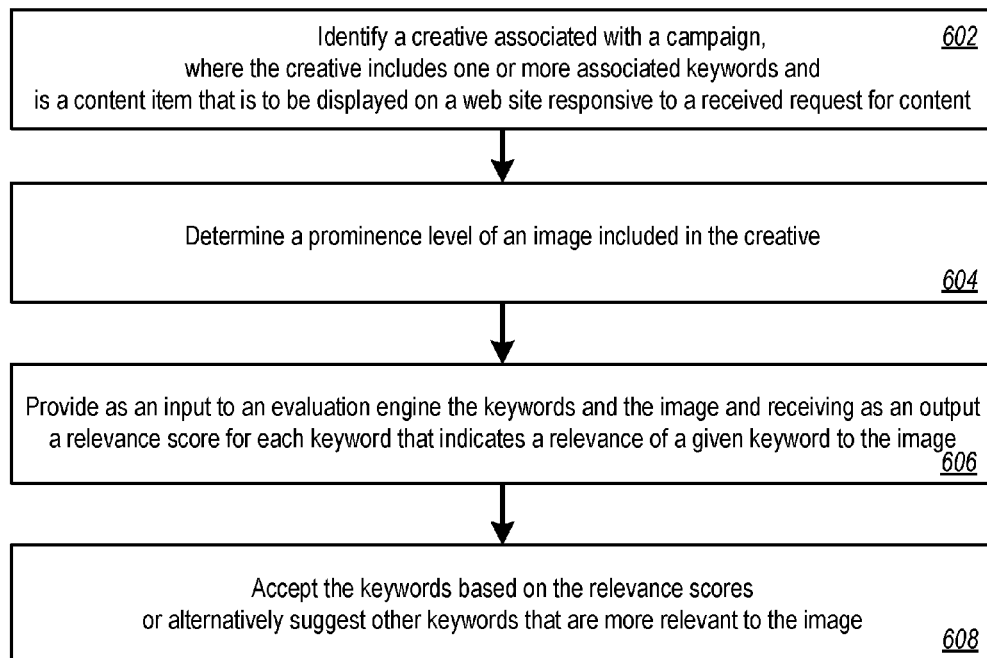 Identify a creative associated with a campaign, 602
where the creative includes one or more associated keywords and
is a content item that is to be displayed on a web site responsive to a received request for content
Determine a prominence level of an image included in the creative
604
Provide as an input to an evaluation engine the keywords and the image and receiving as an output
a relevance score for each keyword that indicates a relevance of a given keyword to the image
606
Accept the keywords based on the relevance scores
or alternatively suggest other keywords that are more relevant to the image
608